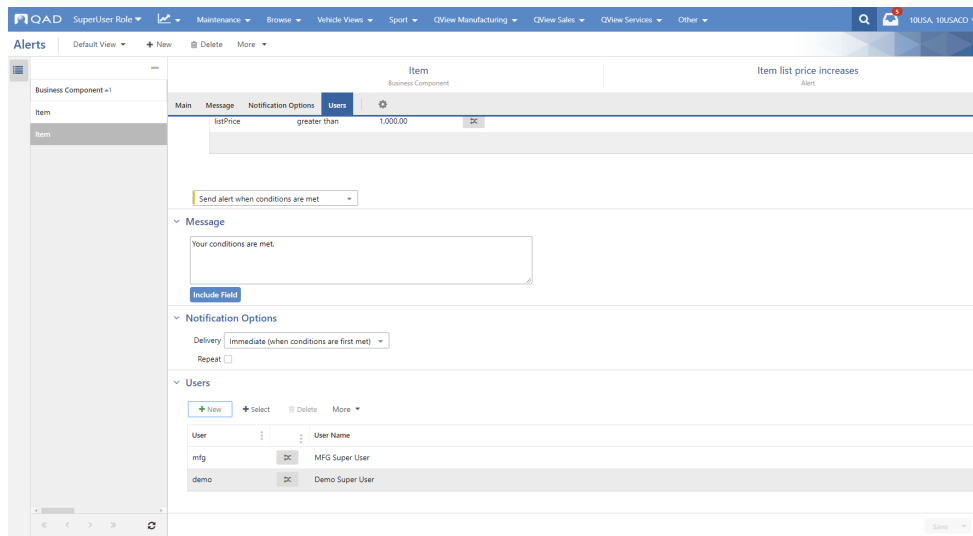 QAD SuperUser Role Maintenance Browse Vehicle Views Sport QView Manufacturing QView Sales QView Services Other 5 10USA, 10USACO
Alerts Default View + New Delete More
Item Item list price increases
Business Component Alert
Business Component 1
Main Message Notification Options Users
Item
listPrice greater than 1,000.00
Item
Send alert when conditions are met
Message
Your conditions are met.
Include Field
Notification Options
Delivery Immediate (when conditions are first met)
Repeat
Users
+ New + Select Delete More
User User Name
mfg MFG Super User
demo Demo Super User
Save